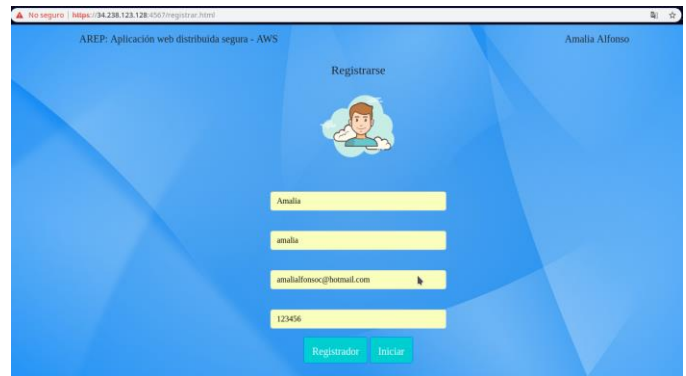 No seguro | https://34.238.123.128:4567/registrar.html
AREP: Aplicación web distribuida segura - AWS Amalia Alfonso
Registrarse
Amalia
amalia
amalialfonsoc@hotmail.com
123456
Registrador Iniciar